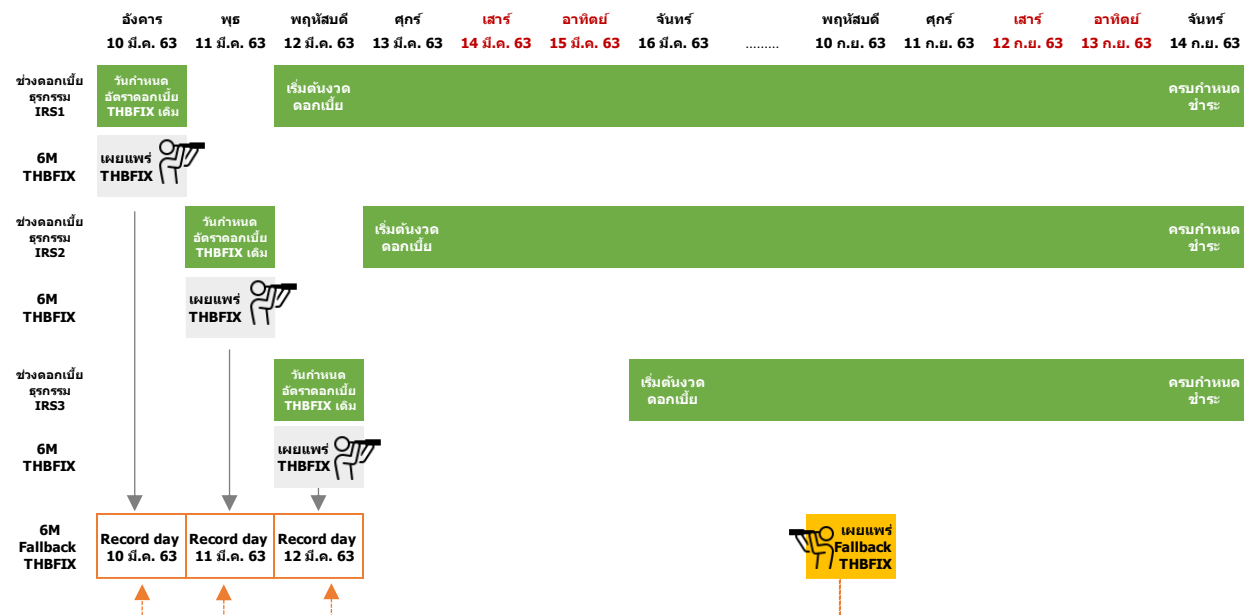 อังคาร พุธ พฤหัสบดี ศุกร์ เสาร์ อาทิตย์ จันทร์ พฤหัสบดี ศุกร์ เสาร์ อาทิตย์ จันทร์
10 มี.ค. 63 11 มี.ค. 63 12 มี.ค. 63 13 มี.ค. 63 14 มี.ค. 63 15 มี.ค. 63 16 มี.ค. 63 ......... 10 ก.ย. 63 11 ก.ย. 63 12 ก.ย. 63 13 ก.ย. 63 14 ก.ย. 63
ช่วงดอกเบี้ย
ธุรกรรม
IRS1
วันกำหนด
อัตราดอกเบี้ย
THBFIX เดิม
เริ่มต้นงวด
ดอกเบี้ย
ครบกำหนด
ชำระ
6M
THBFIX
เผยแพร่
THBFIX
ช่วงดอกเบี้ย
ธุรกรรม
IRS2
วันกำหนด
อัตราดอกเบี้ย
THBFIX เดิม
เริ่มต้นงวด
ดอกเบี้ย
ครบกำหนด
ชำระ
6M
THBFIX
เผยแพร่
THBFIX
ช่วงดอกเบี้ย
ธุรกรรม
IRS3
วันกำหนด
อัตราดอกเบี้ย
THBFIX เดิม
เริ่มต้นงวด
ดอกเบี้ย
ครบกำหนด
ชำระ
6M
THBFIX
เผยแพร่
THBFIX
6M
Fallback
THBFIX
Record day
10 มี.ค. 63
Record day
11 มี.ค. 63
Record day
12 มี.ค. 63
เผยแพร่
Fallback
THBFIX